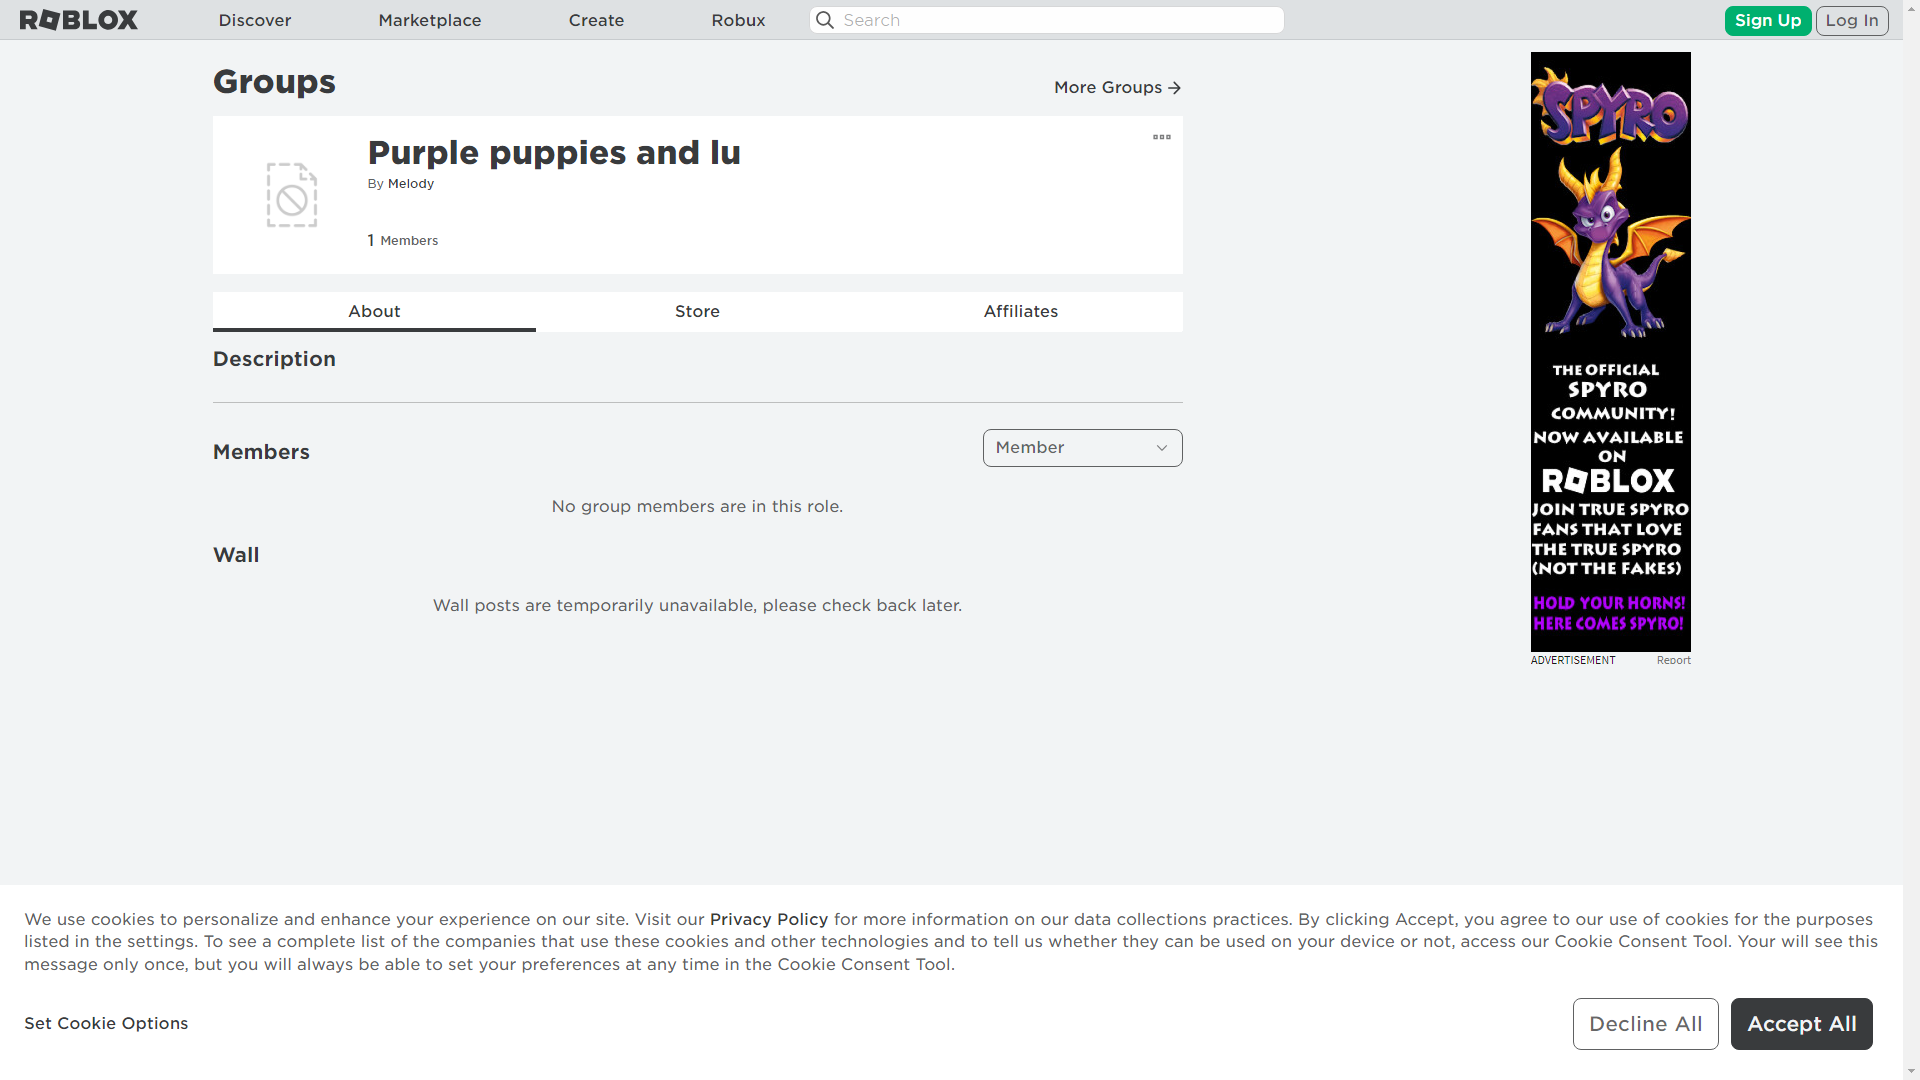 ROBLOX
Discover
Marketplace
Create
Robux
Search
Sign Up
Log In
Groups
More Groups
Purple puppies and lu
By Melody
1 Members
About
Store
Affiliates
Description
Members
Member
No group members are in this role.
Wall
Wall posts are temporarily unavailable, please check back later.
SPYRO
THE OFFICIAL
SPYRO
COMMUNITY!
NOW AVAILABLE
ON
ROBLOX
JOIN TRUE SPYRO
FANS THAT LOVE
THE TRUE SPYRO
(NOT THE FAKES)
HOLD YOUR HORNS!
HERE COMES SPYRO!
ADVERTISEMENT
Report
We use cookies to personalize and enhance your experience on our site. Visit our Privacy Policy for more information on our data collections practices. By clicking Accept, you agree to our use of cookies for the purposes
listed in the settings. To see a complete list of the companies that use these cookies and other technologies and to tell us whether they can be used on your device or not, access our Cookie Consent Tool. Your will see this
message only once, but you will always be able to set your preferences at any time in the Cookie Consent Tool.
Set Cookie Options
Decline All
Accept All